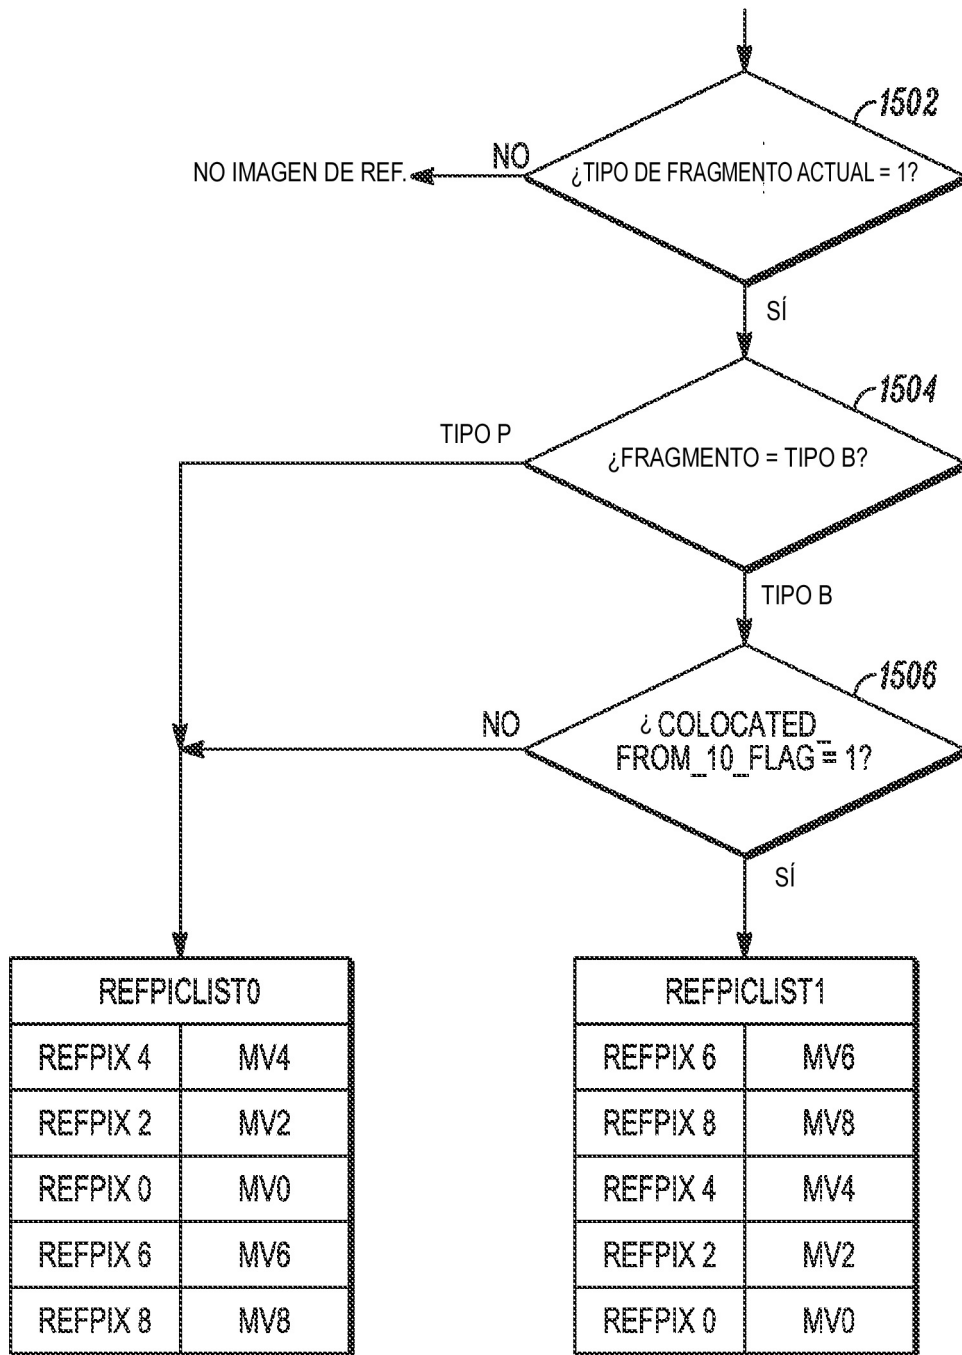 1502
NO
NO IMAGEN DE REF.
¿TIPO DE FRAGMENTO ACTUAL = 1?
SÍ
1504
TIPO P
¿FRAGMENTO = TIPO B?
TIPO B
1506
NO
¿ COLOCATED_
FROM_10_FLAG = 1?
SÍ
REFPICLIST0
REFPIX 4 MV4
REFPIX 2 MV2
REFPIX 0 MV0
REFPIX 6 MV6
REFPIX 8 MV8
REFPICLIST1
REFPIX 6 MV6
REFPIX 8 MV8
REFPIX 4 MV4
REFPIX 2 MV2
REFPIX 0 MV0